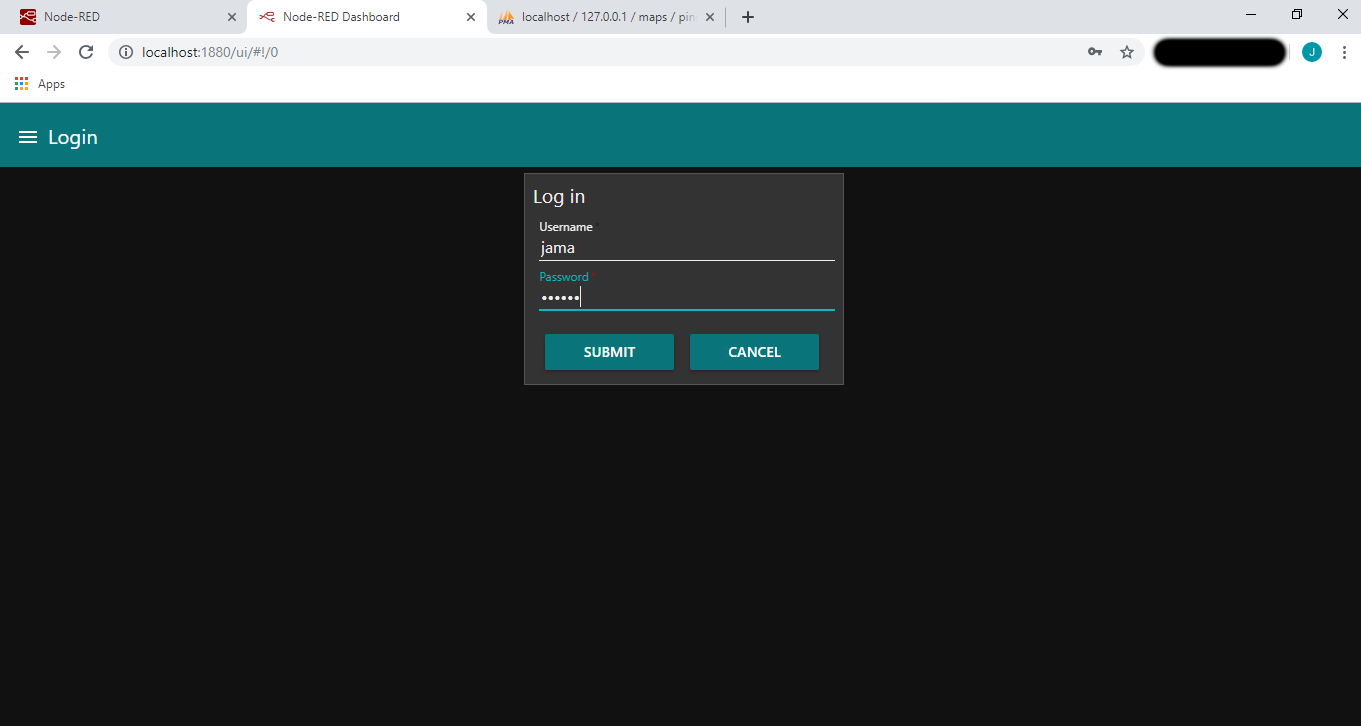 Node-RED
Node-RED Dashboard
localhost / 127.0.0.1 / maps / pin
localhost:1880/ui/#!/0
J
Apps
Login
Log in
Username *
jama
Password *
••••••
SUBMIT
CANCEL